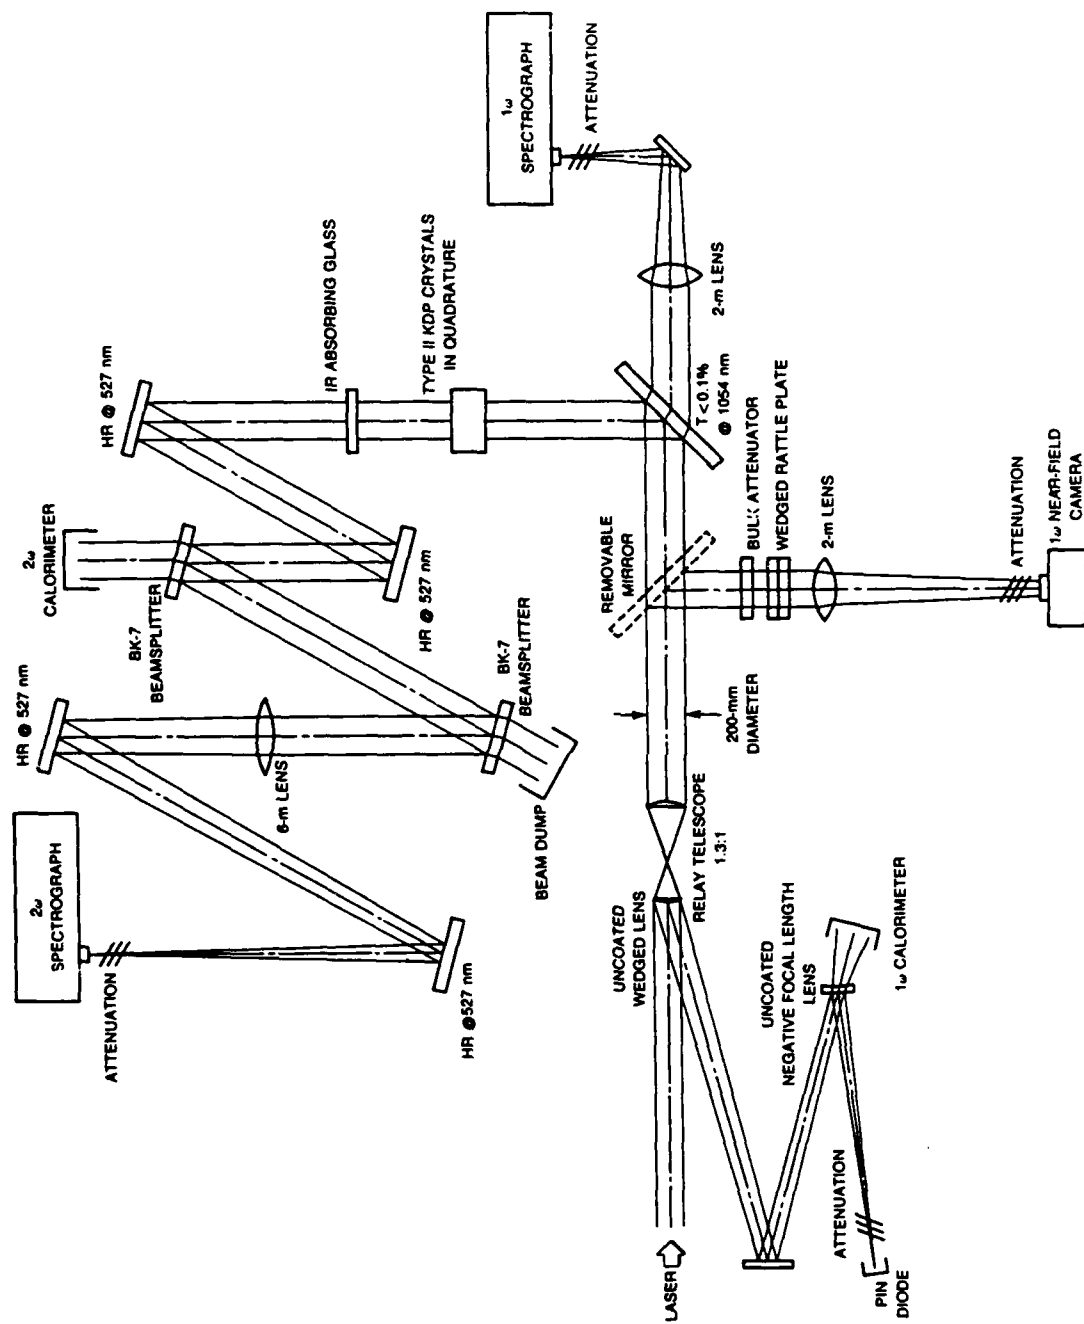 2ω
SPECTROGRAPH
ATTENUATION
HR @ 527 nm
HR @ 527 nm
6-m LENS
BEAM DUMP
BK-7
BEAMSPLITTER
2ω
CALORIMETER
BK-7
BEAMSPLITTER
HR @ 527 nm
HR @ 527 nm
IR ABSORBING GLASS
TYPE II KDP CRYSTALS
IN QUADRATURE
1ω
SPECTROGRAPH
ATTENUATION
2-m LENS
T < 0.1%
@ 1054 nm
REMOVABLE
MIRROR
BULK ATTENUATOR
WEDGED RATTLE PLATE
2-m LENS
ATTENUATION
1ω NEAR-FIELD
CAMERA
200-mm
DIAMETER
RELAY TELESCOPE
1.3:1
UNCOATED
WEDGED LENS
LASER
UNCOATED
NEGATIVE FOCAL LENGTH
LENS
1ω CALORIMETER
ATTENUATION
PIN
DIODE